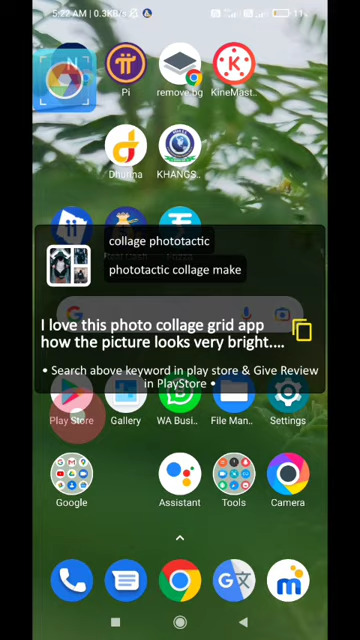 5:22 AM | 0.3KB/s
N
Pi
remove.bg
KineMast..
Dhunna
KHANGS..
collage phototactic
phototactic collage make
I love this photo collage grid app
how the picture looks very bright....
• Search above keyword in play store & Give Review
in PlayStore •
Play Store
Gallery
WA Busi..
File Man..
Settings
Google
Assistant
Tools
Camera